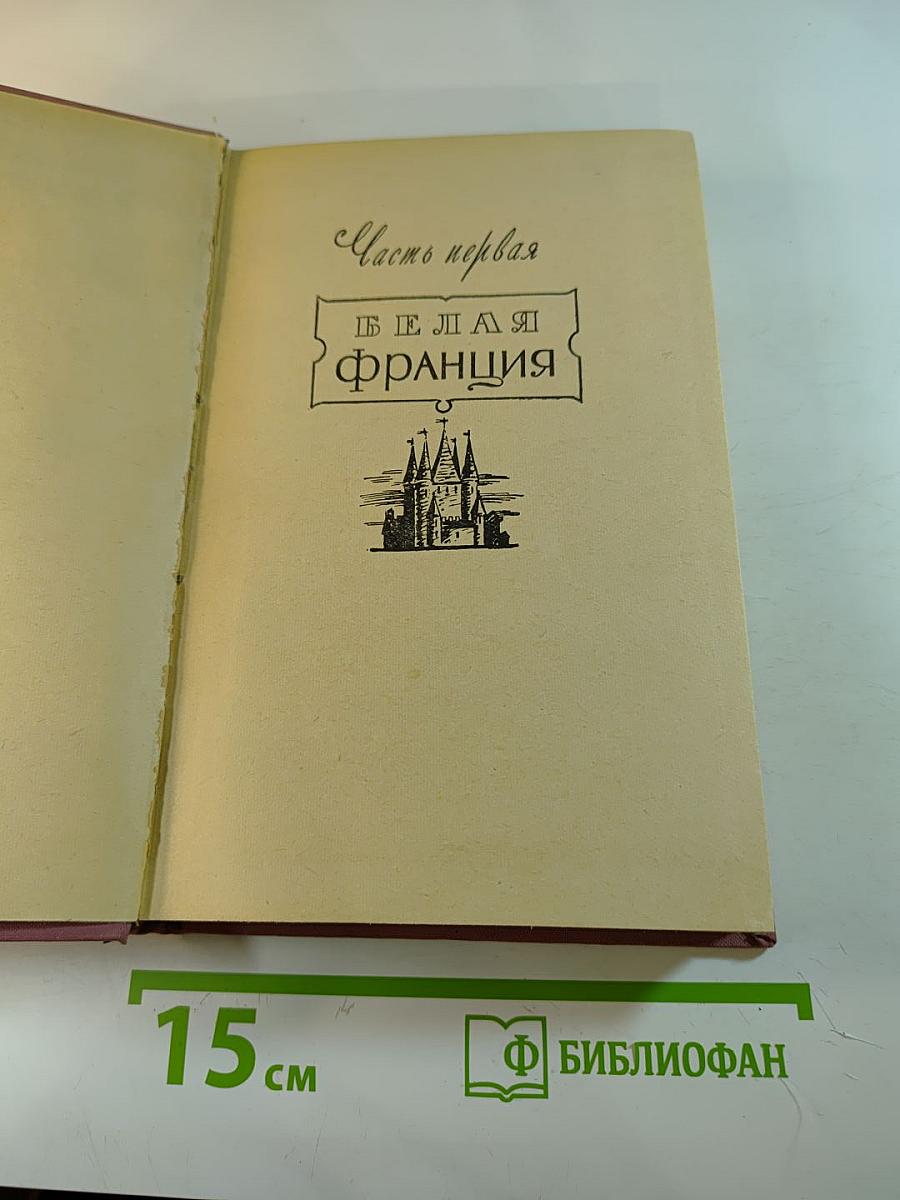 Часть первая
БЕЛАЯ
ФРАНЦИЯ
15 см
Ф БИБЛИОФАН